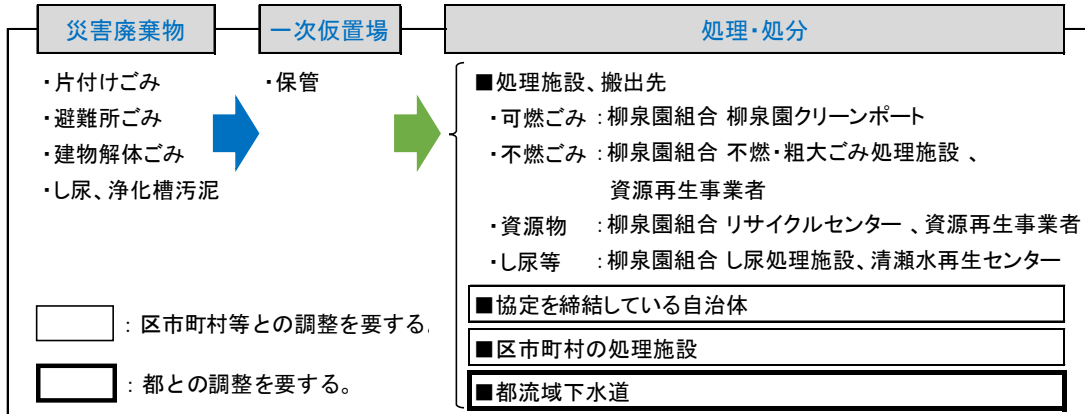 災害廃棄物
一次仮置場
処理・処分
・片付けごみ
・避難所ごみ
・建物解体ごみ
・し尿、浄化槽汚泥
・保管
■処理施設、搬出先
・可燃ごみ：柳泉園組合 柳泉園クリーンポート
・不燃ごみ：柳泉園組合 不燃・粗大ごみ処理施設 、
資源再生事業者
・資源物　：柳泉園組合 リサイクルセンター 、資源再生事業者
・し尿等　：柳泉園組合 し尿処理施設、清瀬水再生センター
■協定を締結している自治体
■区市町村の処理施設
■都流域下水道
：区市町村等との調整を要する。
：都との調整を要する。